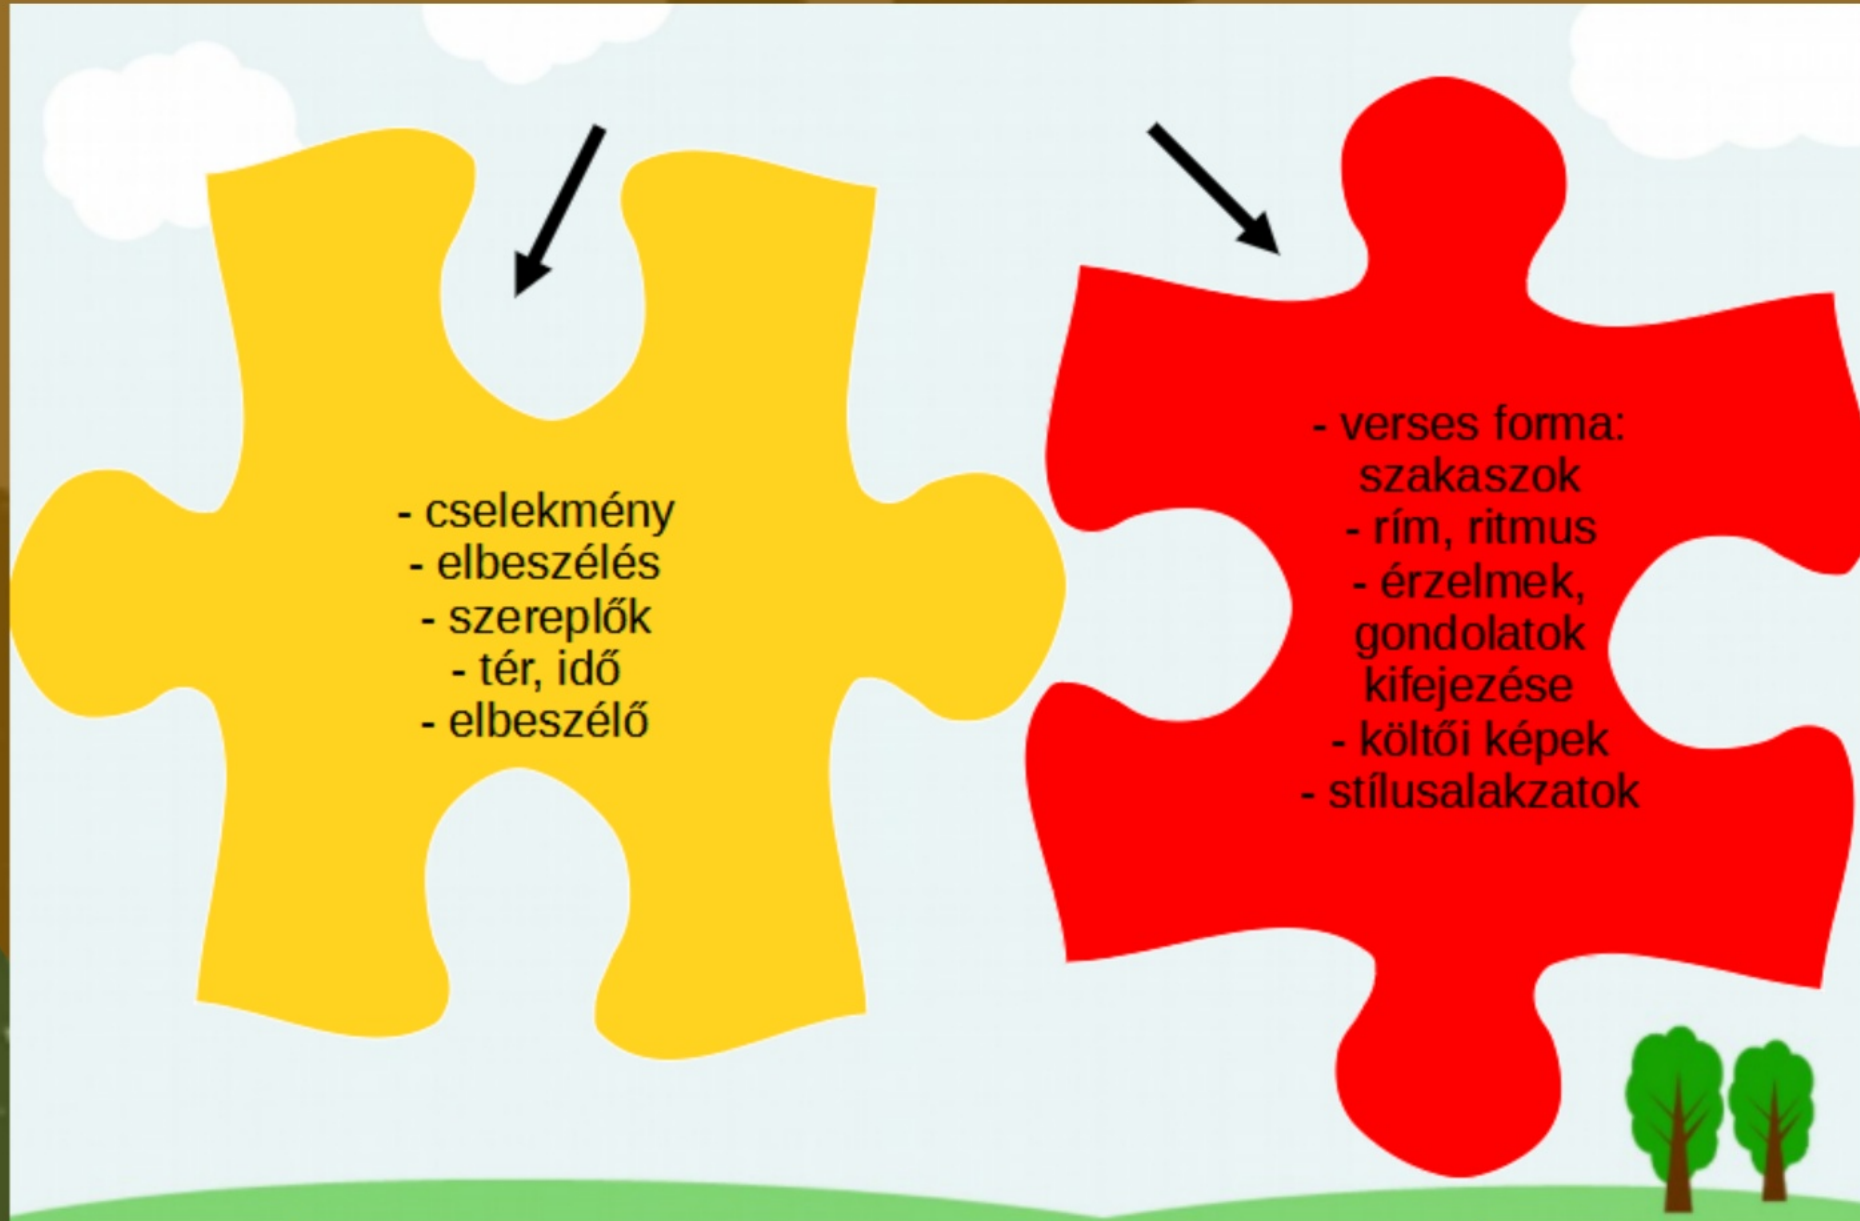 - cselekmény
- elbeszélés
- szereplők
- tér, idő
- elbeszélő
- verses forma:
szakaszok
- rím, ritmus
- érzelmek,
gondolatok
kifejezése
- költői képek
- stílusalakzatok